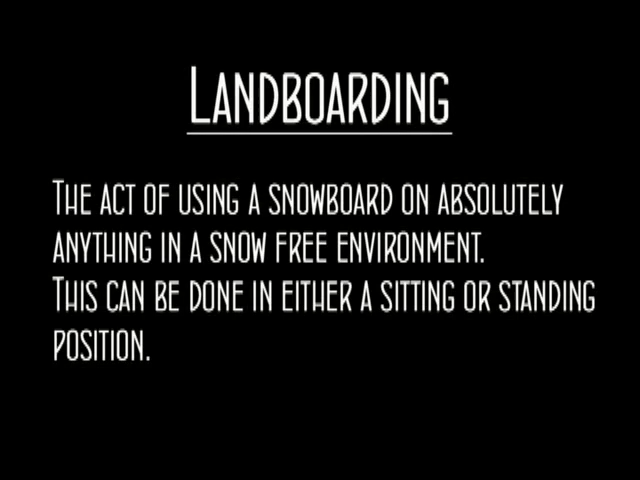 Landboarding
The act of using a snowboard on absolutely
anything in a snow free environment.
This can be done in either a sitting or standing
position.